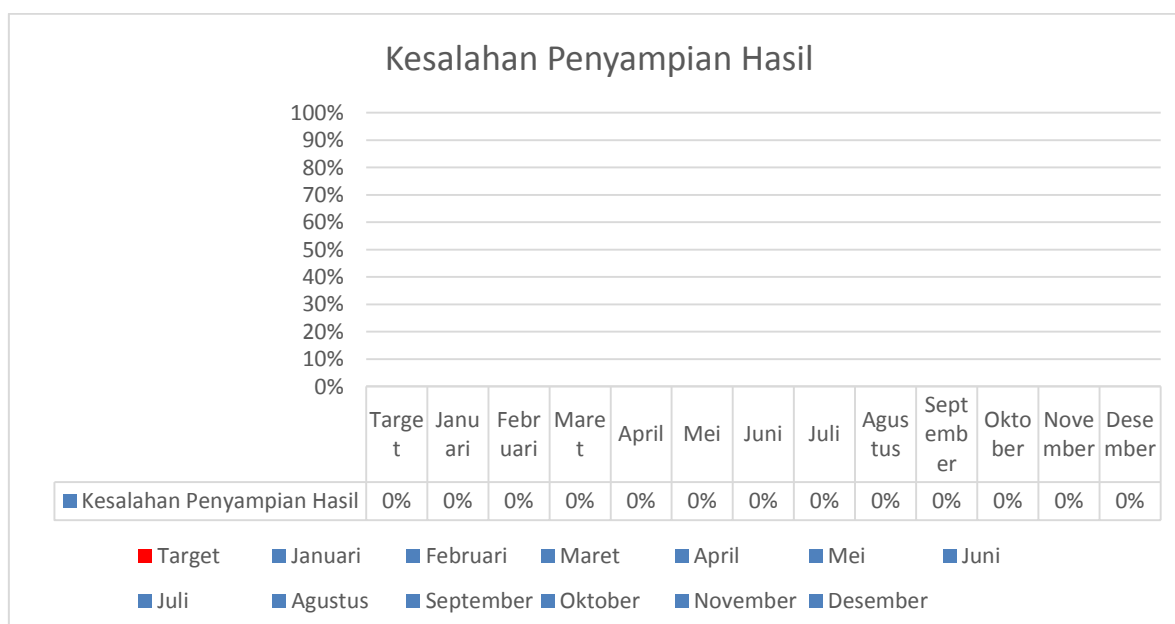 Kesalahan Penyampian Hasil
100%
90%
80%
70%
60%
50%
40%
30%
20%
10%
0%
Targe
t
Janu
ari
Febr
uari
Mare
t
April
Mei
Juni
Juli
Agus
tus
Sept
emb
er
Okto
ber
Nove
mber
Dese
mber
Kesalahan Penyampian Hasil 0% 0% 0% 0% 0% 0% 0% 0% 0% 0% 0% 0% 0%
Target Januari Februari Maret April Mei Juni
Juli Agustus September Oktober November Desember